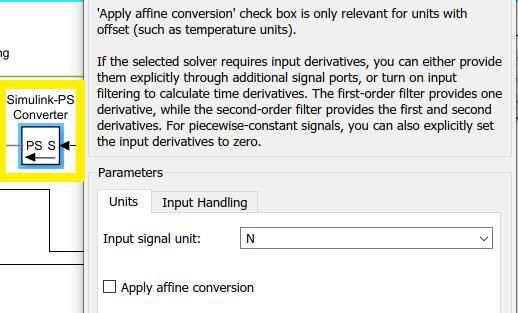 'Apply affine conversion' check box is only relevant for units with
offset (such as temperature units).
If the selected solver requires input derivatives, you can either provide
them explicitly through additional signal ports, or turn on input
filtering to calculate time derivatives. The first-order filter provides one
derivative, while the second-order filter provides the first and second
derivatives. For piecewise-constant signals, you can also explicitly set
the input derivatives to zero.
ng
Simulink-PS
Converter
PS S
Parameters
Units Input Handling
Input signal unit: N
Apply affine conversion